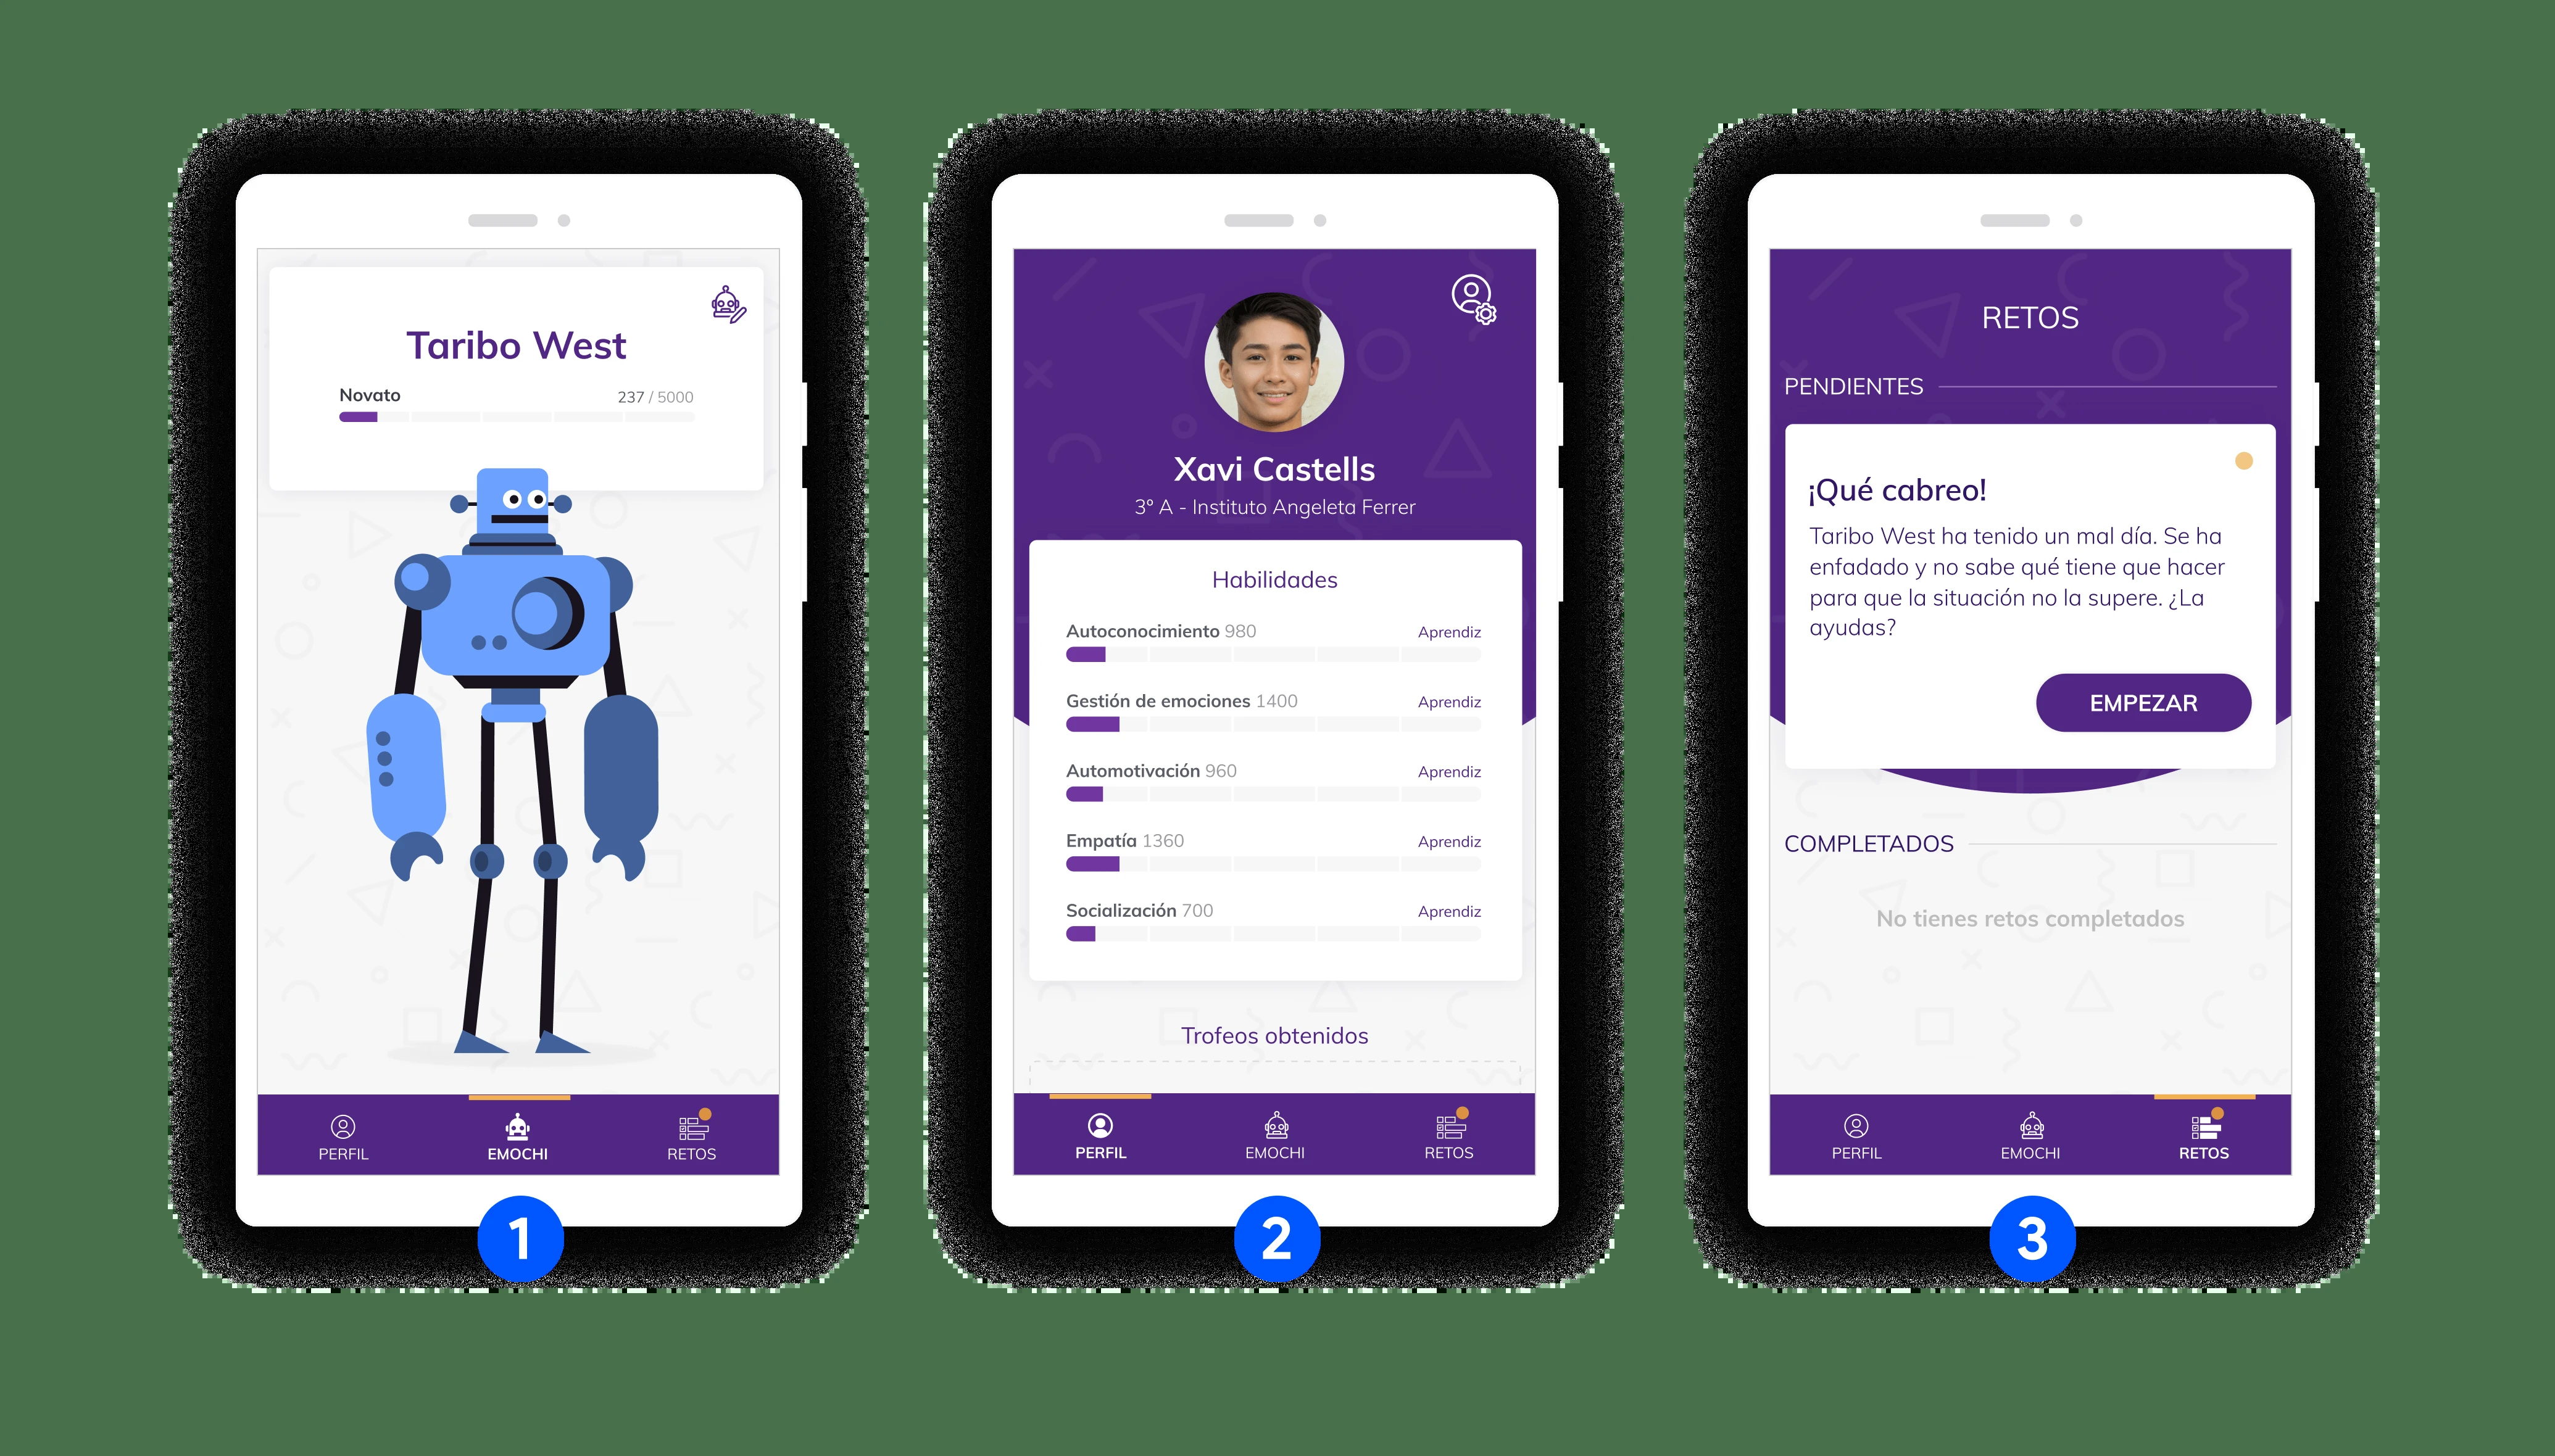 Taribo West
Novato 237 / 5000
PERFIL EMOCHI RETOS
1
Xavi Castells
3º A - Instituto Angeleta Ferrer
Habilidades
Autoconocimiento 980 Aprendiz
Gestión de emociones 1400 Aprendiz
Automotivación 960 Aprendiz
Empatía 1360 Aprendiz
Socialización 700 Aprendiz
Trofeos obtenidos
PERFIL EMOCHI RETOS
2
RETOS
PENDIENTES
¡Qué cabreo!
Taribo West ha tenido un mal día. Se ha
enfadado y no sabe qué tiene que hacer
para que la situación no la supere. ¿La
ayudas?
EMPEZAR
COMPLETADOS
No tienes retos completados
PERFIL EMOCHI RETOS
3